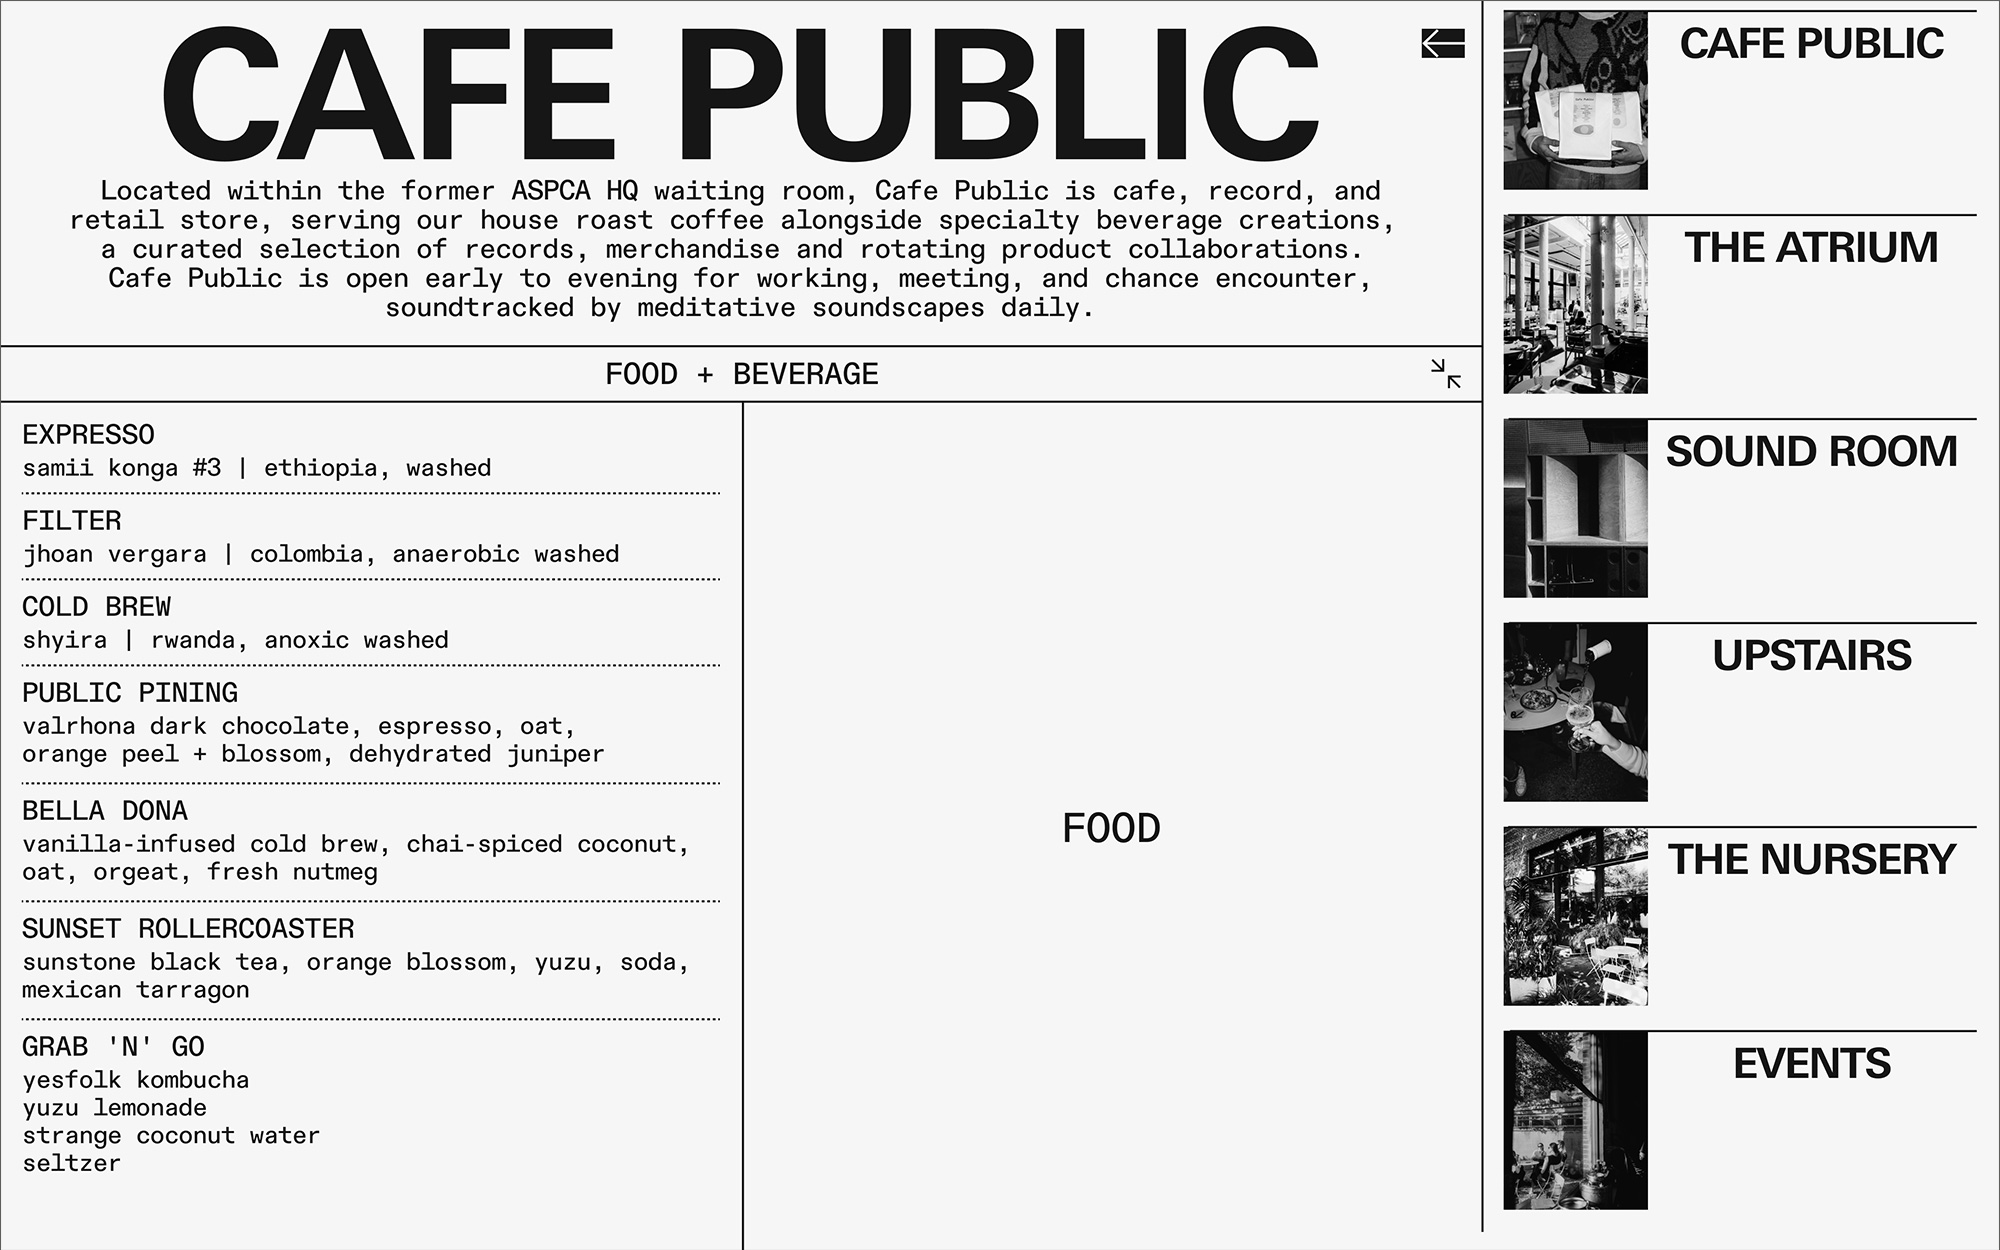 CAFE PUBLIC
Located within the former ASPCA HQ waiting room, Cafe Public is cafe, record, and
retail store, serving our house roast coffee alongside specialty beverage creations,
a curated selection of records, merchandise and rotating product collaborations.
Cafe Public is open early to evening for working, meeting, and chance encounter,
soundtracked by meditative soundscapes daily.
FOOD + BEVERAGE
EXPRESSO
samii konga #3 | ethiopia, washed
FILTER
jhoan vergara | colombia, anaerobic washed
COLD BREW
shyira | rwanda, anoxic washed
PUBLIC PINING
valrhona dark chocolate, espresso, oat,
orange peel + blossom, dehydrated juniper
BELLA DONA
vanilla-infused cold brew, chai-spiced coconut,
oat, orgeat, fresh nutmeg
SUNSET ROLLERCOASTER
sunstone black tea, orange blossom, yuzu, soda,
mexican tarragon
GRAB 'N' GO
yesfolk kombucha
yuzu lemonade
strange coconut water
seltzer
FOOD
CAFE PUBLIC
THE ATRIUM
SOUND ROOM
UPSTAIRS
THE NURSERY
EVENTS